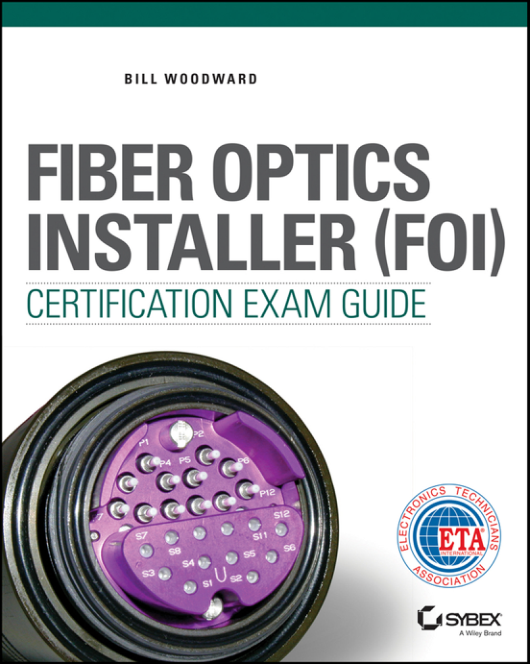 BILL WOODWARD
FIBER OPTICS
INSTALLER (FOI)
CERTIFICATION EXAM GUIDE
P1
P2
P4
P5
P6
P12
S7
S8
S12
S11
S3
S4
S5
S6
S1
S2
ELECTRONICS TECHNICIANS
ETA®
INTERNATIONAL
ASSOCIATION
SYBEX
A Wiley Brand